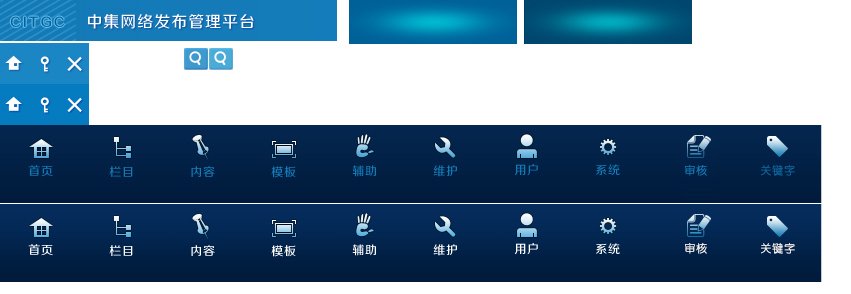 CITGC 中集网络发布管理平台
首页 栏目 内容 模板 辅助 维护 用户 系统 审核 关键字
首页 栏目 内容 模板 辅助 维护 用户 系统 审核 关键字